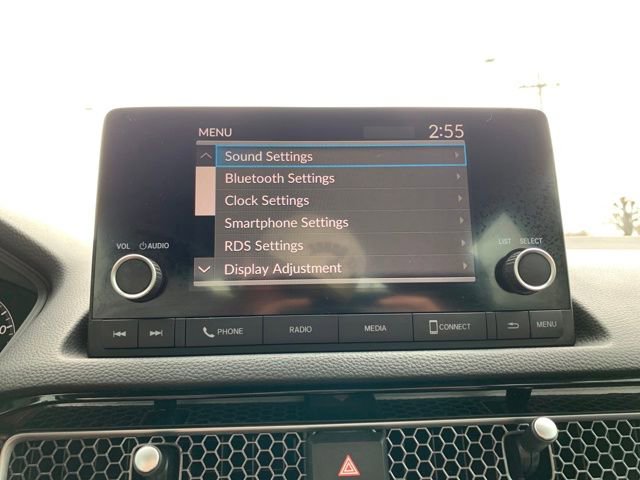 MENU 2:55
Sound Settings
Bluetooth Settings
Clock Settings
Smartphone Settings
RDS Settings
Display Adjustment
VOL AUDIO
LIST SELECT
PHONE RADIO MEDIA CONNECT MENU